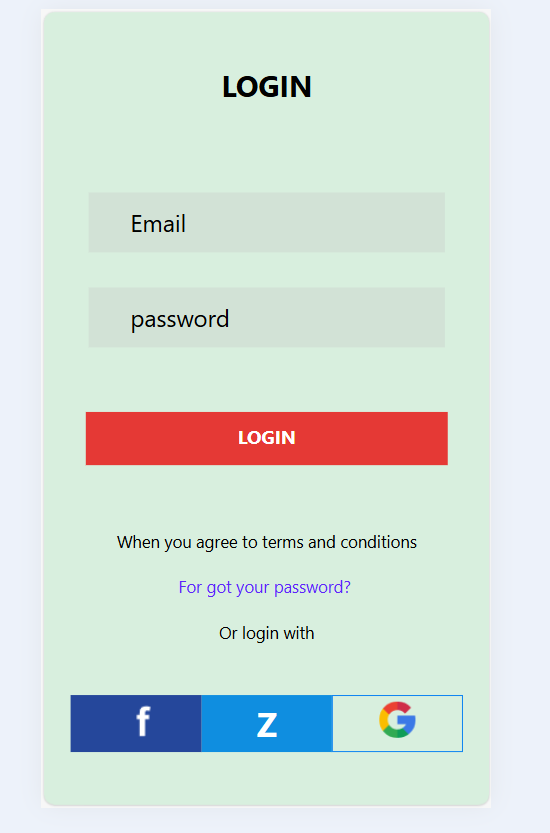 LOGIN
Email
password
LOGIN
When you agree to terms and conditions
For got your password?
Or login with
f Z G